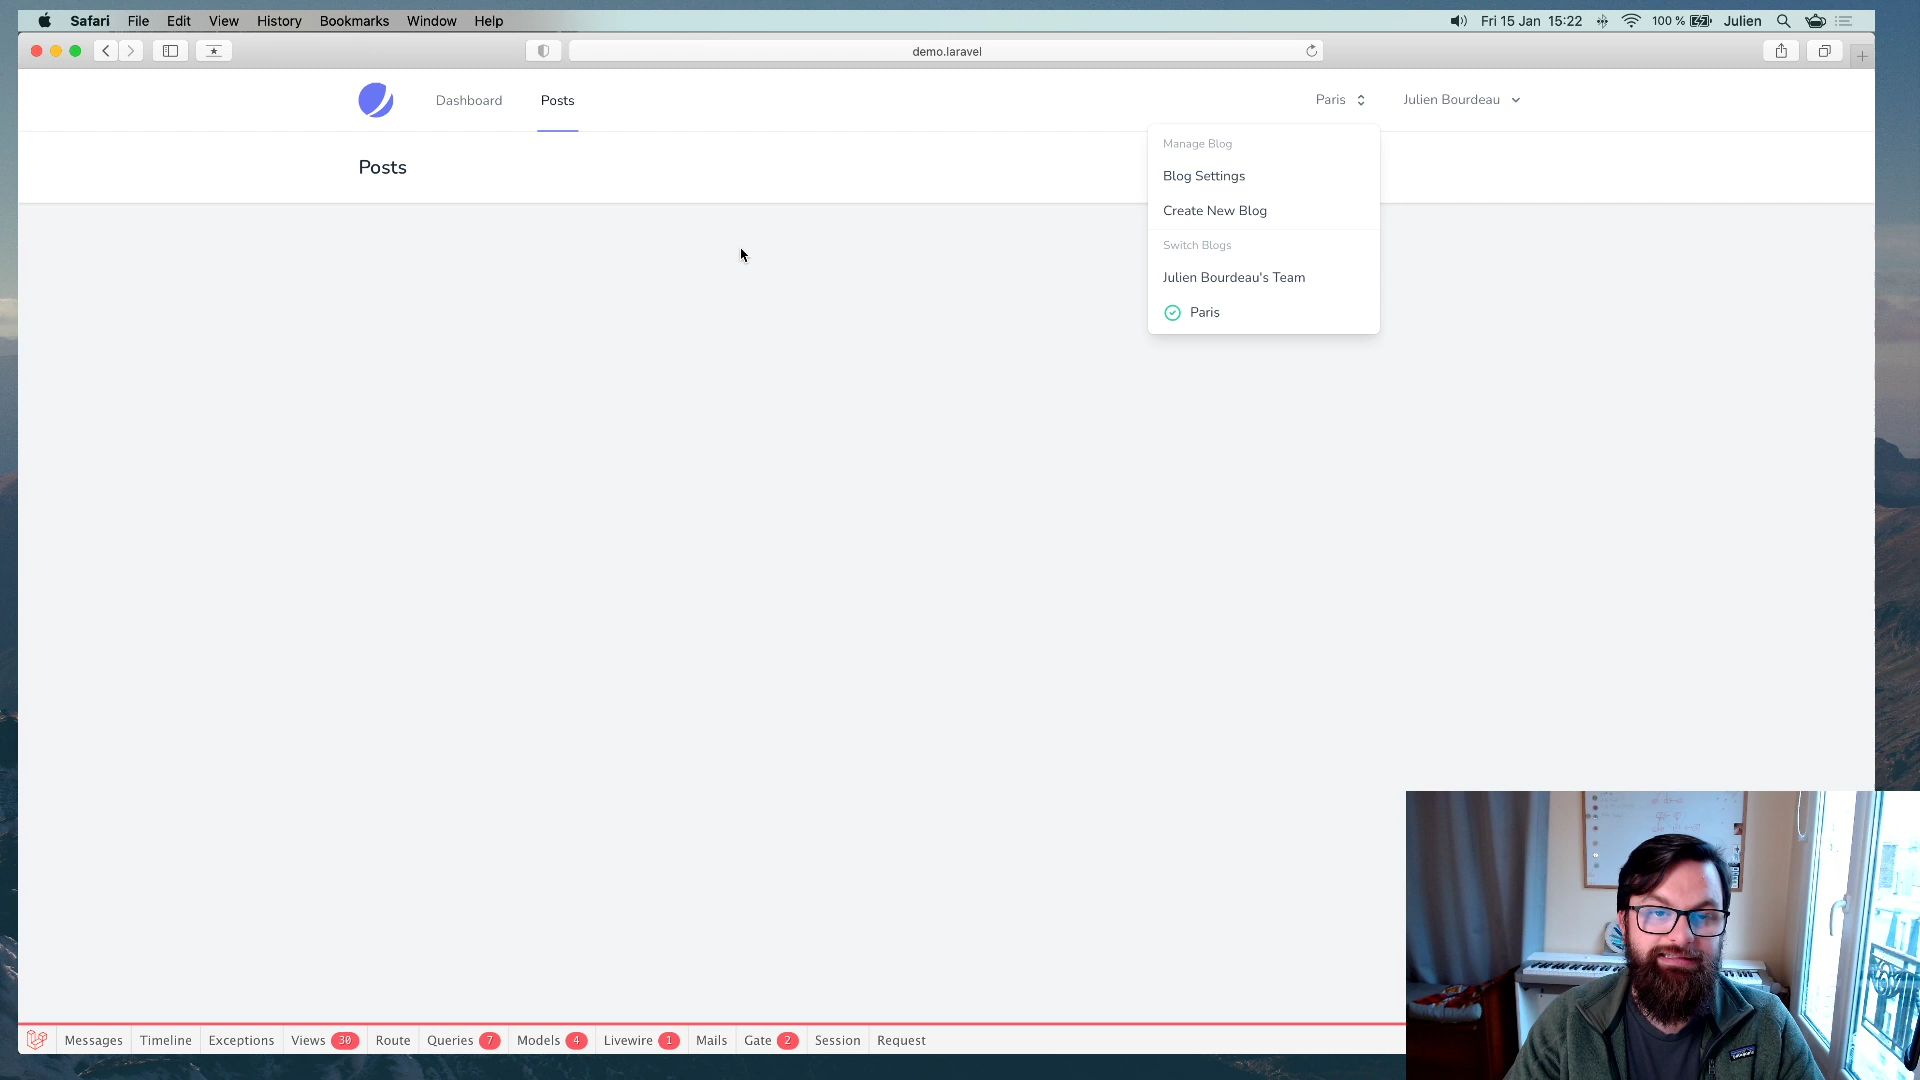 Safari File Edit View History Bookmarks Window Help
Fri 15 Jan 15:22 100 % Julien
demo.laravel
Dashboard Posts
Paris Julien Bourdeau
Posts
Manage Blog
Blog Settings
Create New Blog
Switch Blogs
Julien Bourdeau's Team
Paris
Messages Timeline Exceptions Views 30 Route Queries 7 Models 4 Livewire 1 Mails Gate 2 Session Request
patagonia